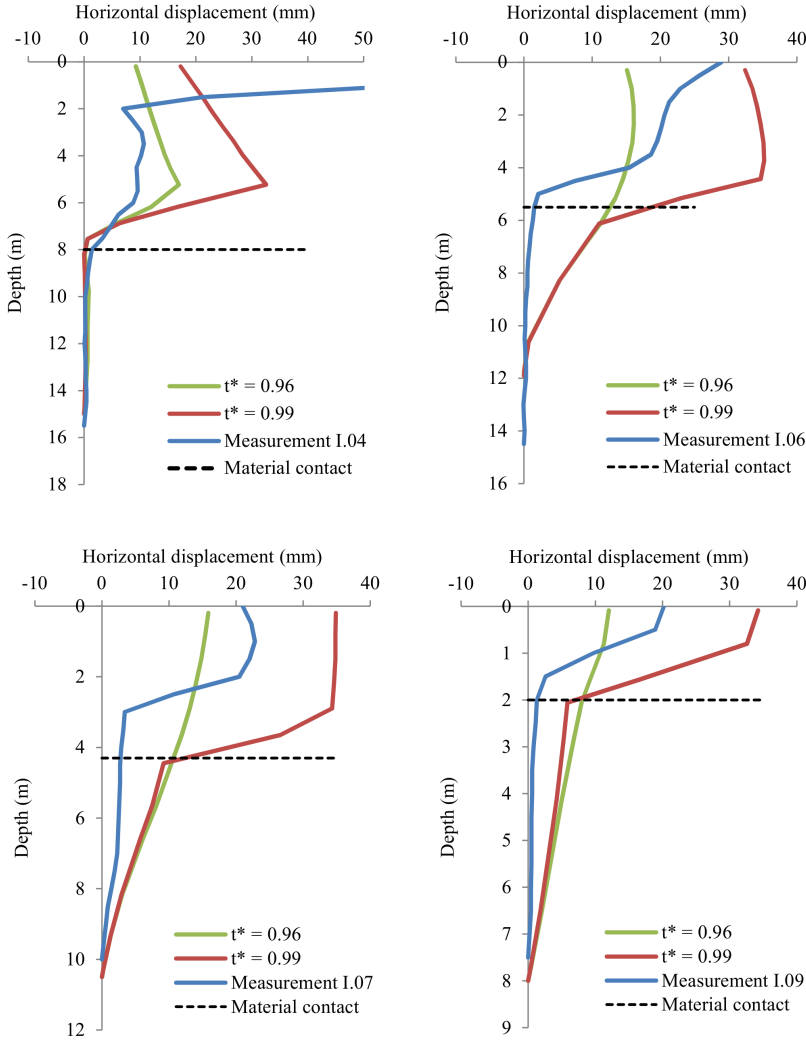 Horizontal displacement (mm)
-10 0 10 20 30 40 50
0
2
4
6
8
10
12
14
16
18
Depth (m)
t* = 0.96
t* = 0.99
Measurement I.04
Material contact
Horizontal displacement (mm)
-10 0 10 20 30 40
0
2
4
6
8
10
12
14
16
Depth (m)
t* = 0.96
t* = 0.99
Measurement I.06
Material contact
Horizontal displacement (mm)
-10 0 10 20 30 40
0
2
4
6
8
10
12
Depth (m)
t* = 0.96
t* = 0.99
Measurement I.07
Material contact
Horizontal displacement (mm)
-10 0 10 20 30 40
0
1
2
3
4
5
6
7
8
9
Depth (m)
t* = 0.96
t* = 0.99
Measurement I.09
Material contact